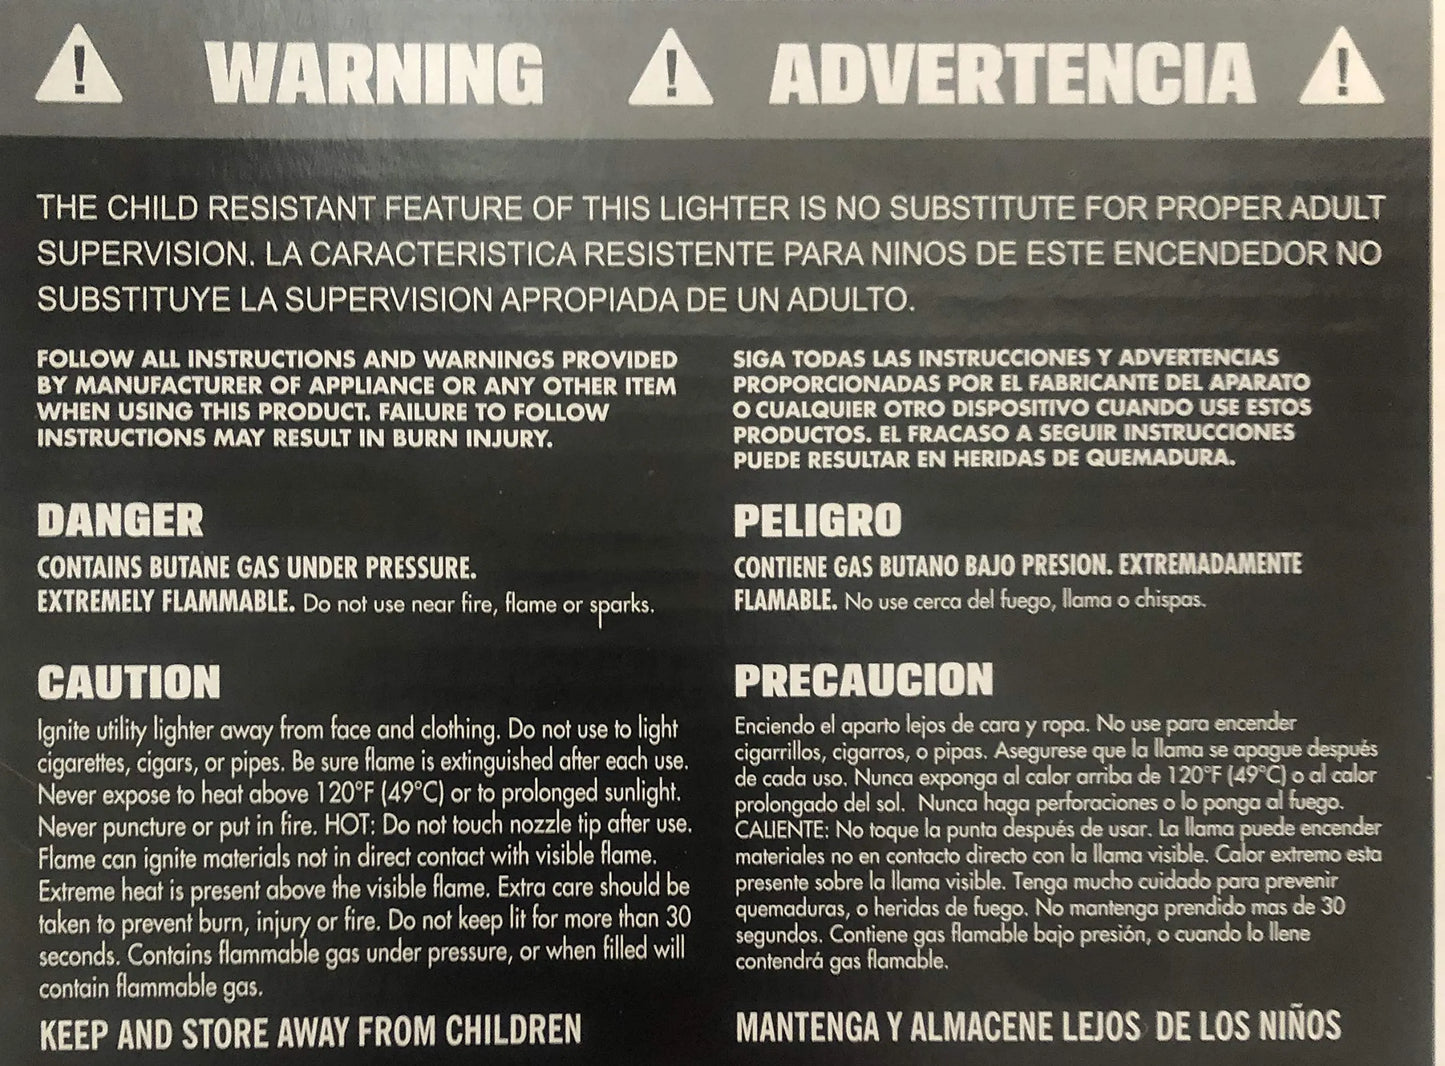 WARNING ADVERTENCIA
THE CHILD RESISTANT FEATURE OF THIS LIGHTER IS NO SUBSTITUTE FOR PROPER ADULT
SUPERVISION. LA CARACTERISTICA RESISTENTE PARA NINOS DE ESTE ENCENDEDOR NO
SUBSTITUYE LA SUPERVISION APROPIADA DE UN ADULTO.
FOLLOW ALL INSTRUCTIONS AND WARNINGS PROVIDED
BY MANUFACTURER OF APPLIANCE OR ANY OTHER ITEM
WHEN USING THIS PRODUCT. FAILURE TO FOLLOW
INSTRUCTIONS MAY RESULT IN BURN INJURY.
DANGER
CONTAINS BUTANE GAS UNDER PRESSURE.
EXTREMELY FLAMMABLE. Do not use near fire, flame or sparks.
CAUTION
Ignite utility lighter away from face and clothing. Do not use to light
cigarettes, cigars, or pipes. Be sure flame is extinguished after each use.
Never expose to heat above 120°F (49°C) or to prolonged sunlight.
Never puncture or put in fire. HOT: Do not touch nozzle tip after use.
Flame can ignite materials not in direct contact with visible flame.
Extreme heat is present above the visible flame. Extra care should be
taken to prevent burn, injury or fire. Do not keep lit for more than 30
seconds. Contains flammable gas under pressure, or when filled will
contain flammable gas.
KEEP AND STORE AWAY FROM CHILDREN
SIGA TODAS LAS INSTRUCCIONES Y ADVERTENCIAS
PROPORCIONADAS POR EL FABRICANTE DEL APARATO
O CUALQUIER OTRO DISPOSITIVO CUANDO USE ESTOS
PRODUCTOS. EL FRACASO A SEGUIR INSTRUCCIONES
PUEDE RESULTAR EN HERIDAS DE QUEMADURA.
PELIGRO
CONTIENE GAS BUTANO BAJO PRESION. EXTREMADAMENTE
FLAMABLE. No use cerca del fuego, llama o chispas.
PRECAUCION
Enciendo el aparto lejos de cara y ropa. No use para encender
cigarrillos, cigarros, o pipas. Asegurese que la llama se apague después
de cada uso. Nunca exponga al calor arriba de 120°F (49°C) o al calor
prolongado del sol. Nunca haga perforaciones o lo ponga al fuego.
CALIENTE: No toque la punta después de usar. La llama puede encender
materiales no en contacto directo con la llama visible. Calor extremo esta
presente sobre la llama visible. Tenga mucho cuidado para prevenir
quemaduras, o heridas de fuego. No mantenga prendido mas de 30
segundos. Contiene gas flamable bajo presión, o cuando lo llene
contendrá gas flamable.
MANTENGA Y ALMACENE LEJOS DE LOS NIÑOS